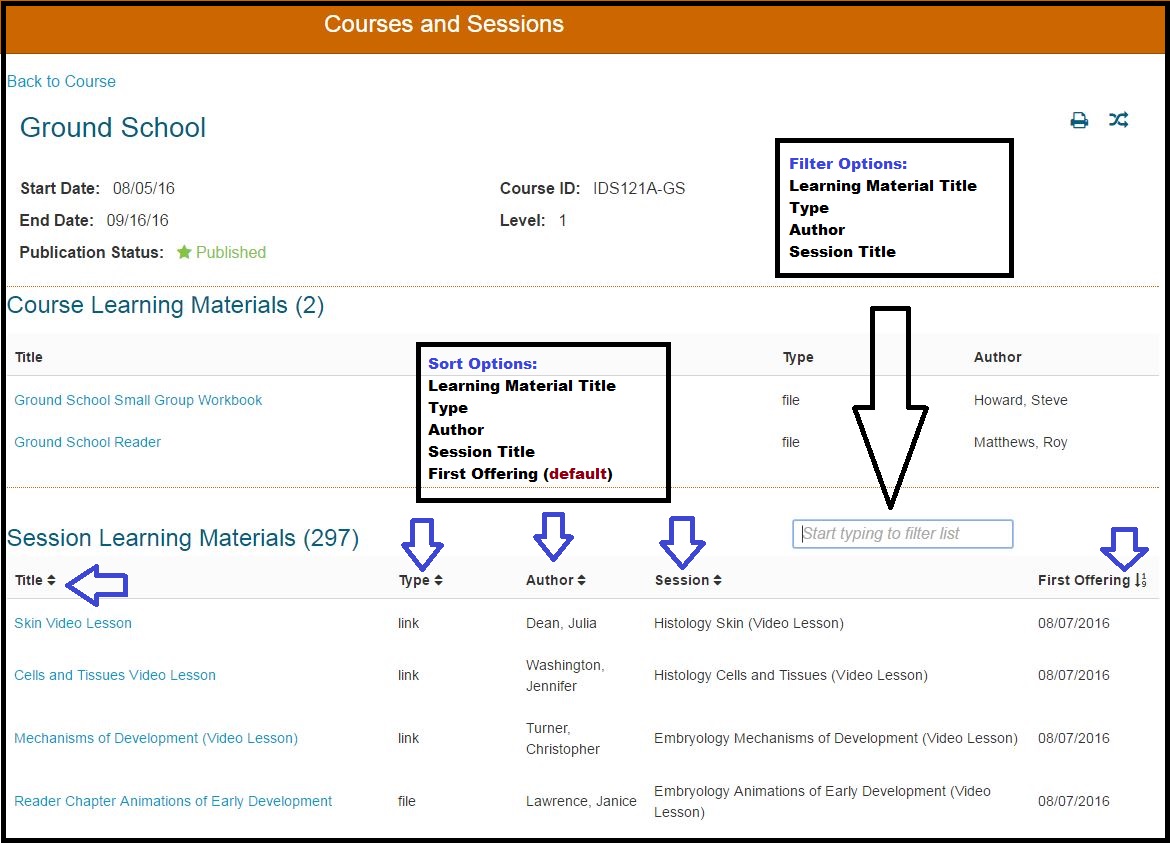 Courses and Sessions
Back to Course
Ground School
Start Date: 08/05/16
Course ID: IDS121A-GS
End Date: 09/16/16
Level: 1
Publication Status: Published
Filter Options:
Learning Material Title
Type
Author
Session Title
Course Learning Materials (2)
Title Type Author
Ground School Small Group Workbook file Howard, Steve
Ground School Reader file Matthews, Roy
Sort Options:
Learning Material Title
Type
Author
Session Title
First Offering (default)
Session Learning Materials (297)
Start typing to filter list
Title Type Author Session First Offering
Skin Video Lesson link Dean, Julia Histology Skin (Video Lesson) 08/07/2016
Cells and Tissues Video Lesson link Washington, Histology Cells and Tissues (Video Lesson) 08/07/2016
Jennifer
Mechanisms of Development (Video Lesson) link Turner, Embryology Mechanisms of Development (Video Lesson) 08/07/2016
Christopher
Reader Chapter Animations of Early Development file Lawrence, Janice Embryology Animations of Early Development (Video 08/07/2016
Lesson)